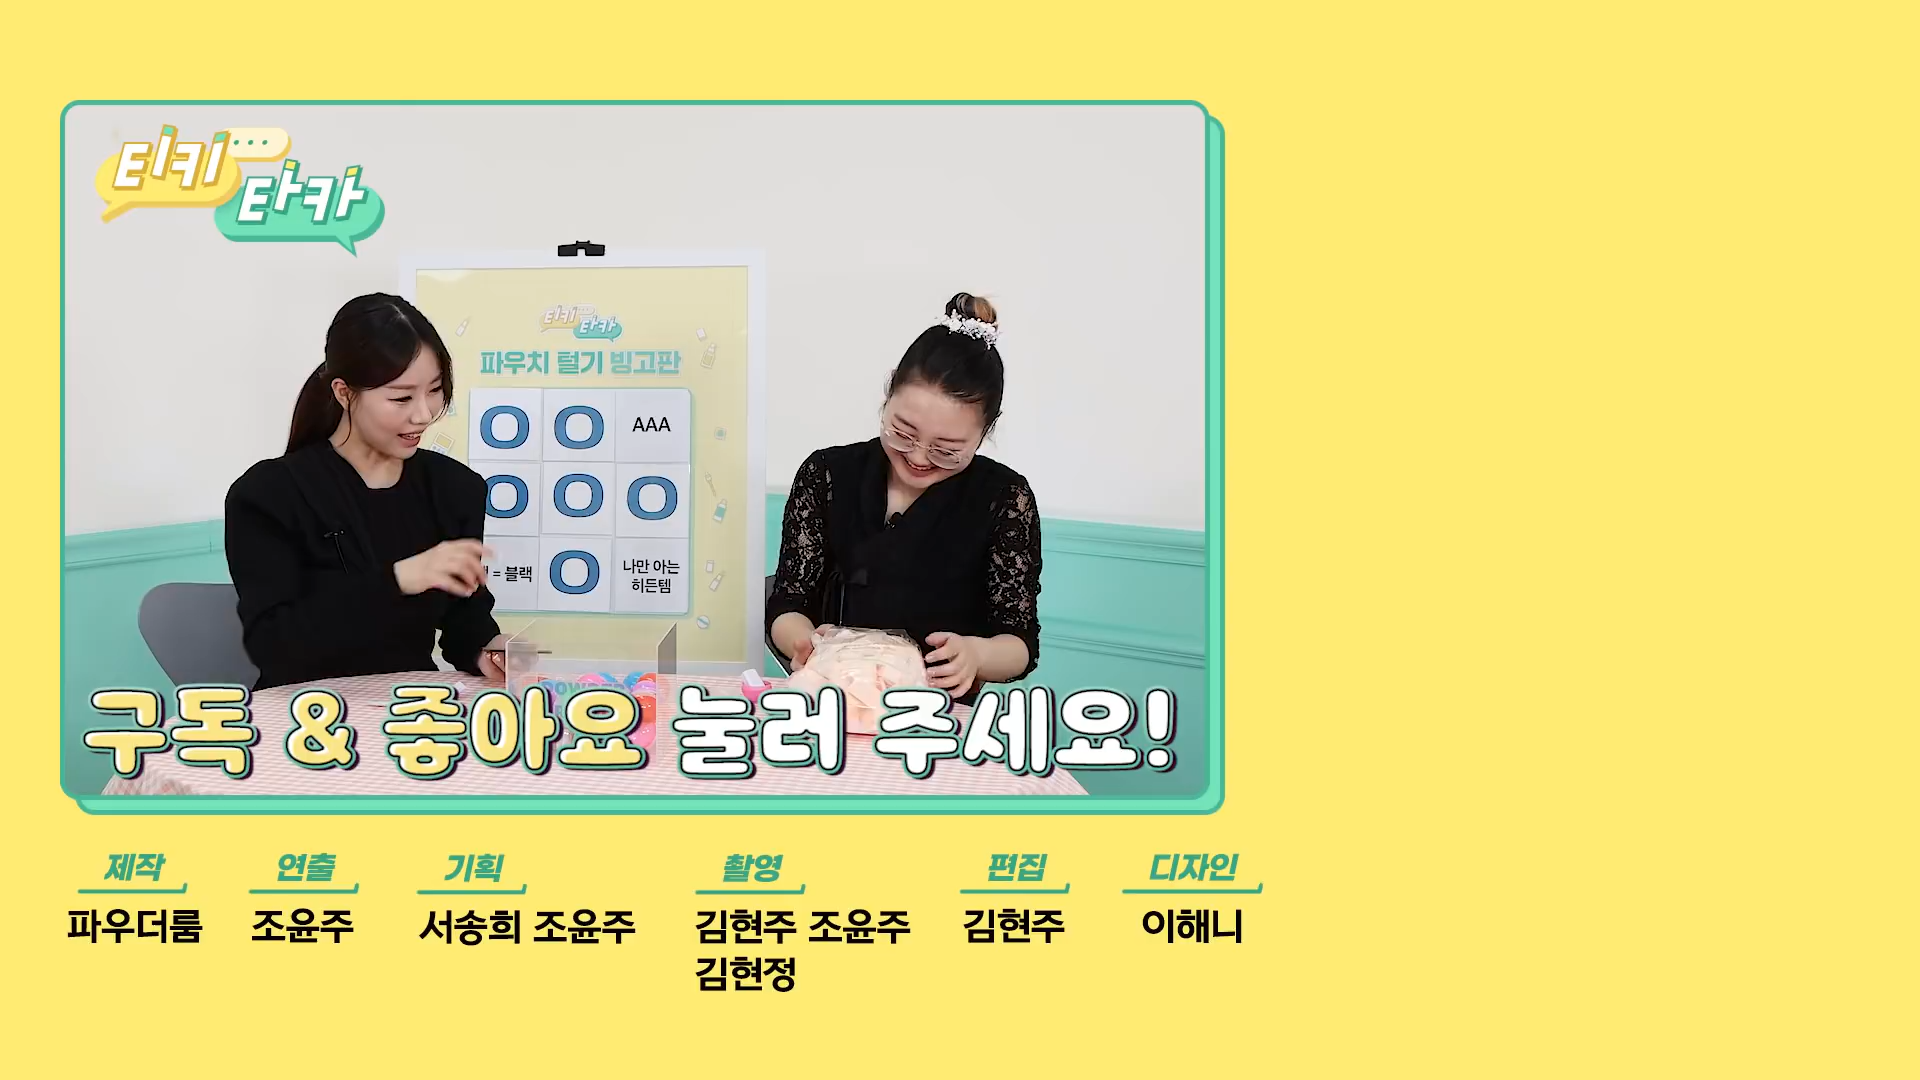 티키
타카
티키
타카
파우치 털기 빙고판
O O AAA
O O O
= 블랙 O 나만 아는
히든템
구독 & 좋아요 눌러 주세요!
제작 연출 기획 촬영 편집 디자인
파우더룸 조윤주 서송희 조윤주 김현주 조윤주 김현주 이해니
김현정